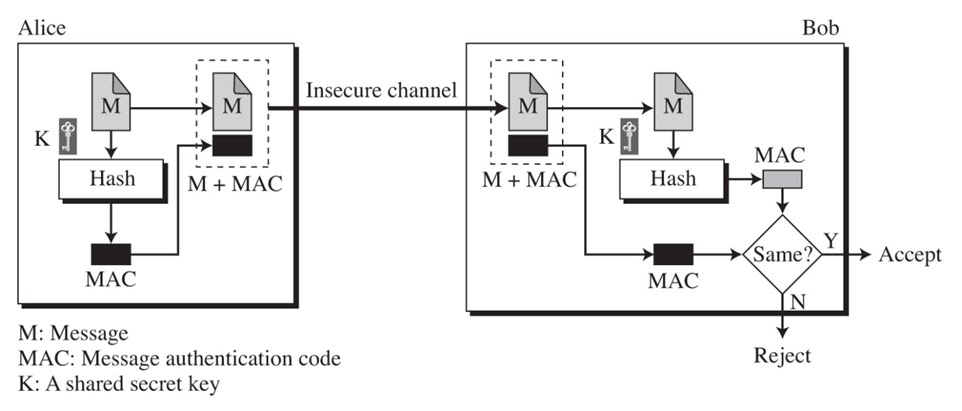 Alice
Bob
M
M
Insecure channel
M
M
K
K
Hash
M + MAC
M + MAC
Hash
MAC
MAC
MAC
Same?
Y
Accept
N
Reject
M: Message
MAC: Message authentication code
K: A shared secret key